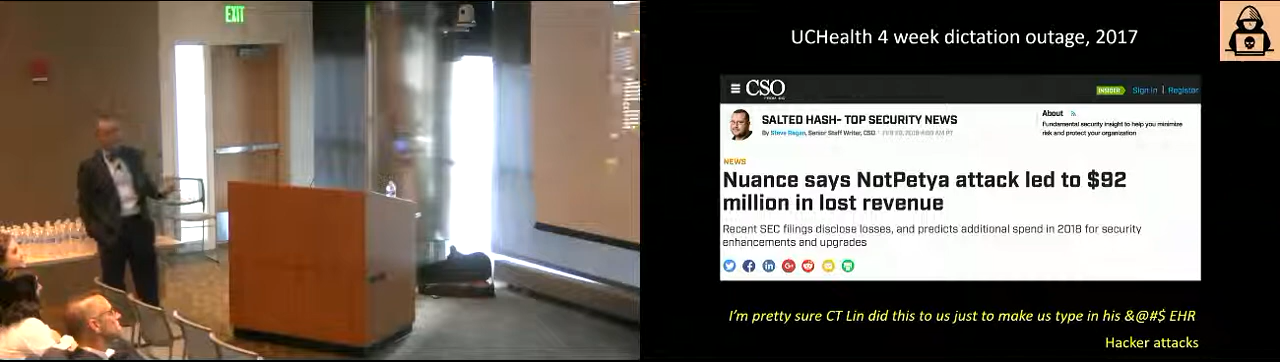 EXIT
UCHealth 4 week dictation outage, 2017
CSO
INSIDER Sign In | Register
SALTED HASH- TOP SECURITY NEWS
By Steve Ragan, Senior Staff Writer, CSO
About
Fundamental security insight to help you minimize
risk and protect your organization
NEWS
Nuance says NotPetya attack led to $92
million in lost revenue
Recent SEC filings disclose losses, and predicts additional spend in 2018 for security
enhancements and upgrades
I'm pretty sure CT Lin did this to us just to make us type in his &@#$ EHR
Hacker attacks